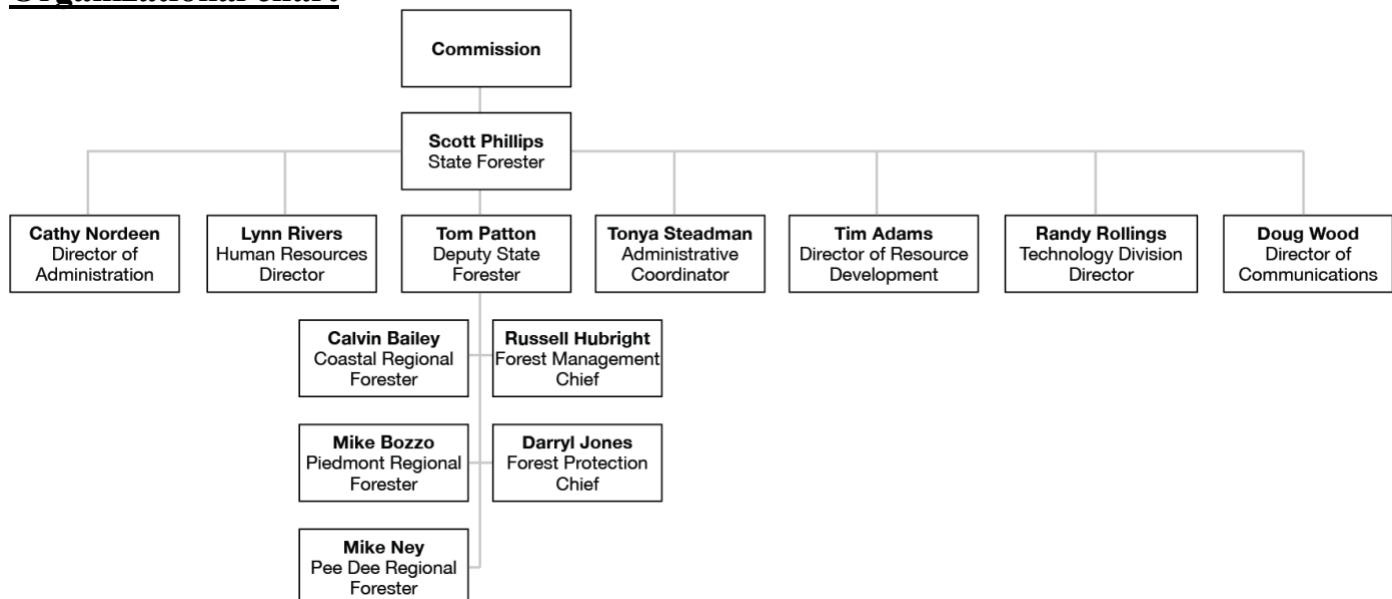 Organizational chart
Commission
Scott Phillips
State Forester
Cathy Nordeen
Director of
Administration
Lynn Rivers
Human Resources
Director
Tom Patton
Deputy State
Forester
Tonya Steadman
Administrative
Coordinator
Tim Adams
Director of Resource
Development
Randy Rollings
Technology Division
Director
Doug Wood
Director of
Communications
Calvin Bailey
Coastal Regional
Forester
Russell Hubright
Forest Management
Chief
Mike Bozzo
Piedmont Regional
Forester
Darryl Jones
Forest Protection
Chief
Mike Ney
Pee Dee Regional
Forester